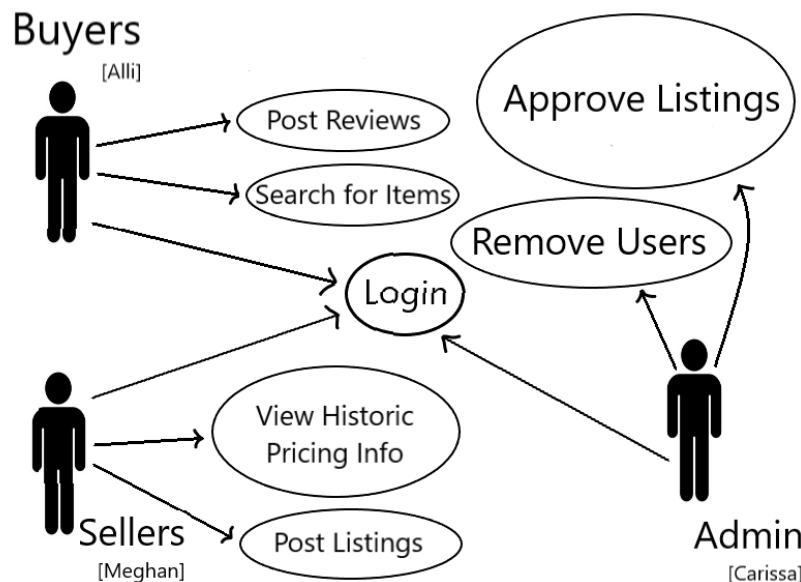 Buyers
[Alli]
Post Reviews
Search for Items
Approve Listings
Remove Users
Login
View Historic
Pricing Info
Post Listings
Sellers
[Meghan]
Admin
[Carissa]